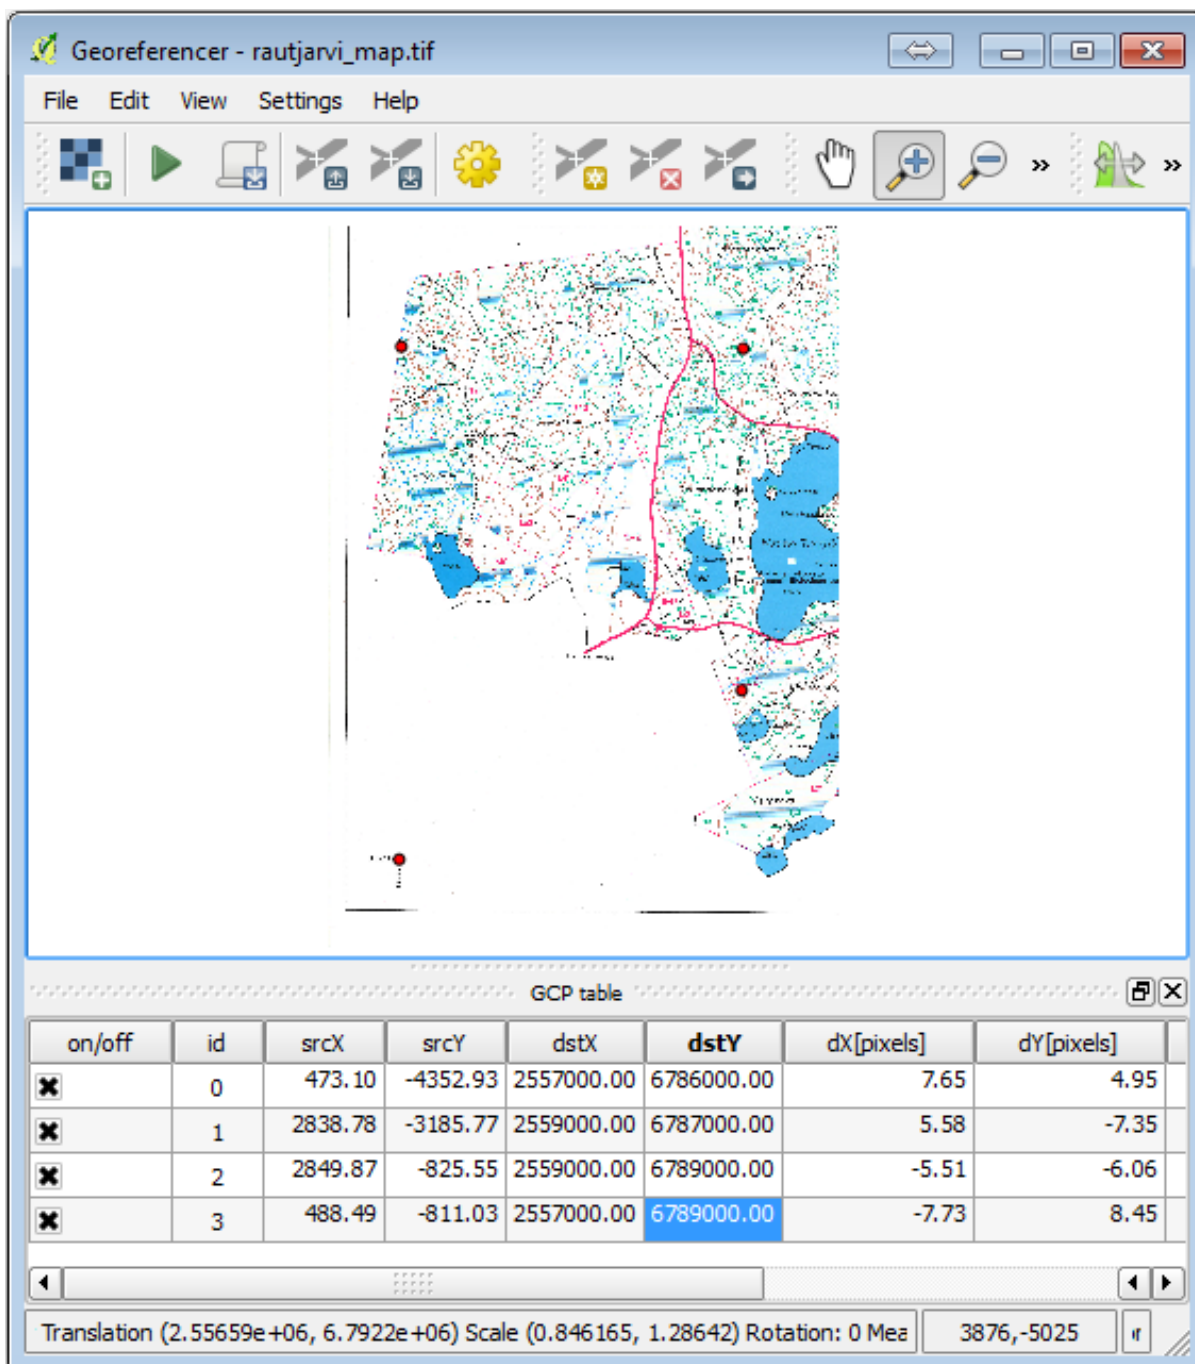 Georeferencer - rautjarvi_map.tif
File Edit View Settings Help
» »
GCP table
on/off id srcX srcY dstX dstY dX[pixels] dY[pixels]
0 473.10 -4352.93 2557000.00 6786000.00 7.65 4.95
1 2838.78 -3185.77 2559000.00 6787000.00 5.58 -7.35
2 2849.87 -825.55 2559000.00 6789000.00 -5.51 -6.06
3 488.49 -811.03 2557000.00 6789000.00 -7.73 8.45
Translation (2.55659e+06, 6.7922e+06) Scale (0.846165, 1.28642) Rotation: 0 Mea 3876,-5025